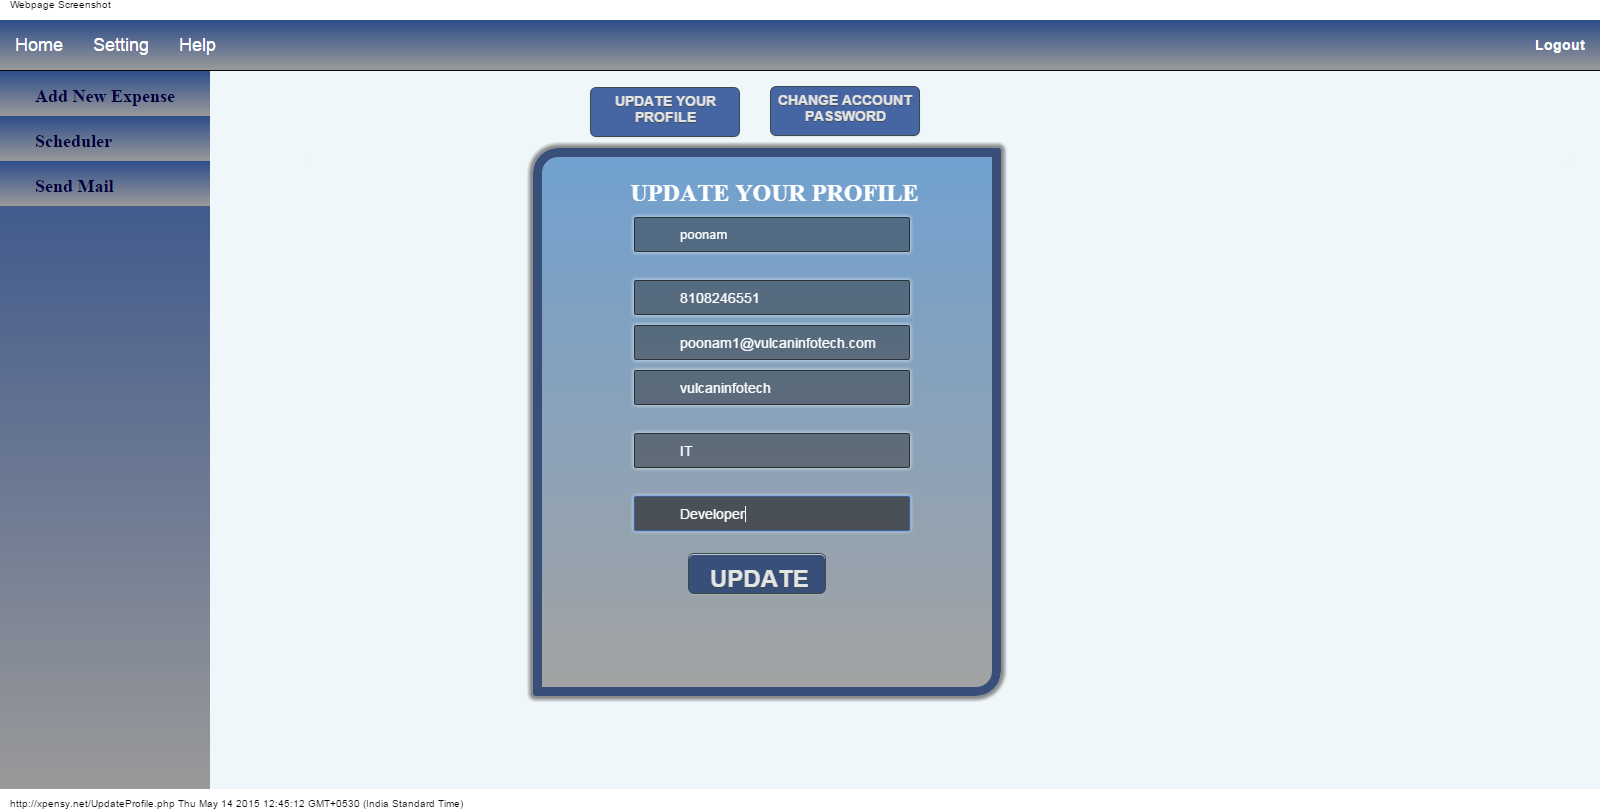 Webpage Screenshot
Home Setting Help Logout
Add New Expense
Scheduler
Send Mail
UPDATE YOUR
PROFILE
CHANGE ACCOUNT
PASSWORD
UPDATE YOUR PROFILE
poonam
8108246551
poonam1@vulcaninfotech.com
vulcaninfotech
IT
Developer
UPDATE
http://xpensy.net/UpdateProfile.php Thu May 14 2015 12:45:12 GMT+0530 (India Standard Time)